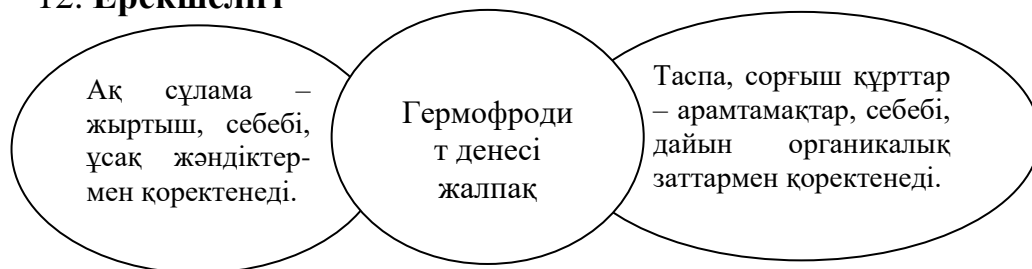 12. Ерекшелігі
Ақ сұлама –
жыртыш, себебі,
ұсақ жәндіктер-
мен қоректенеді.
Гермофроди
т денесі
жалпақ
Таспа, сорғыш құрттар
– арамтамақтар, себебі,
дайын органикалық
заттармен қоректенеді.